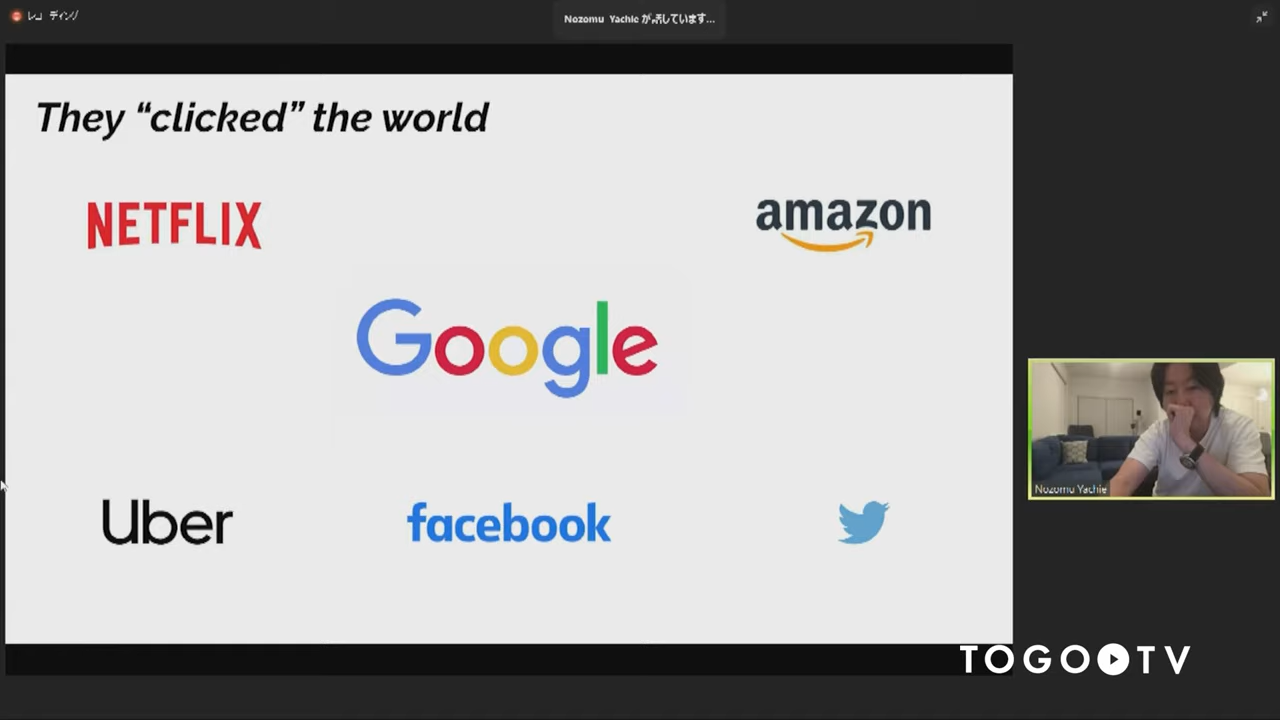 Nozomu Yachie が話しています...
They “clicked” the world
NETFLIX
amazon
Google
Uber
facebook
Nozomu Yachie
TOGO TV